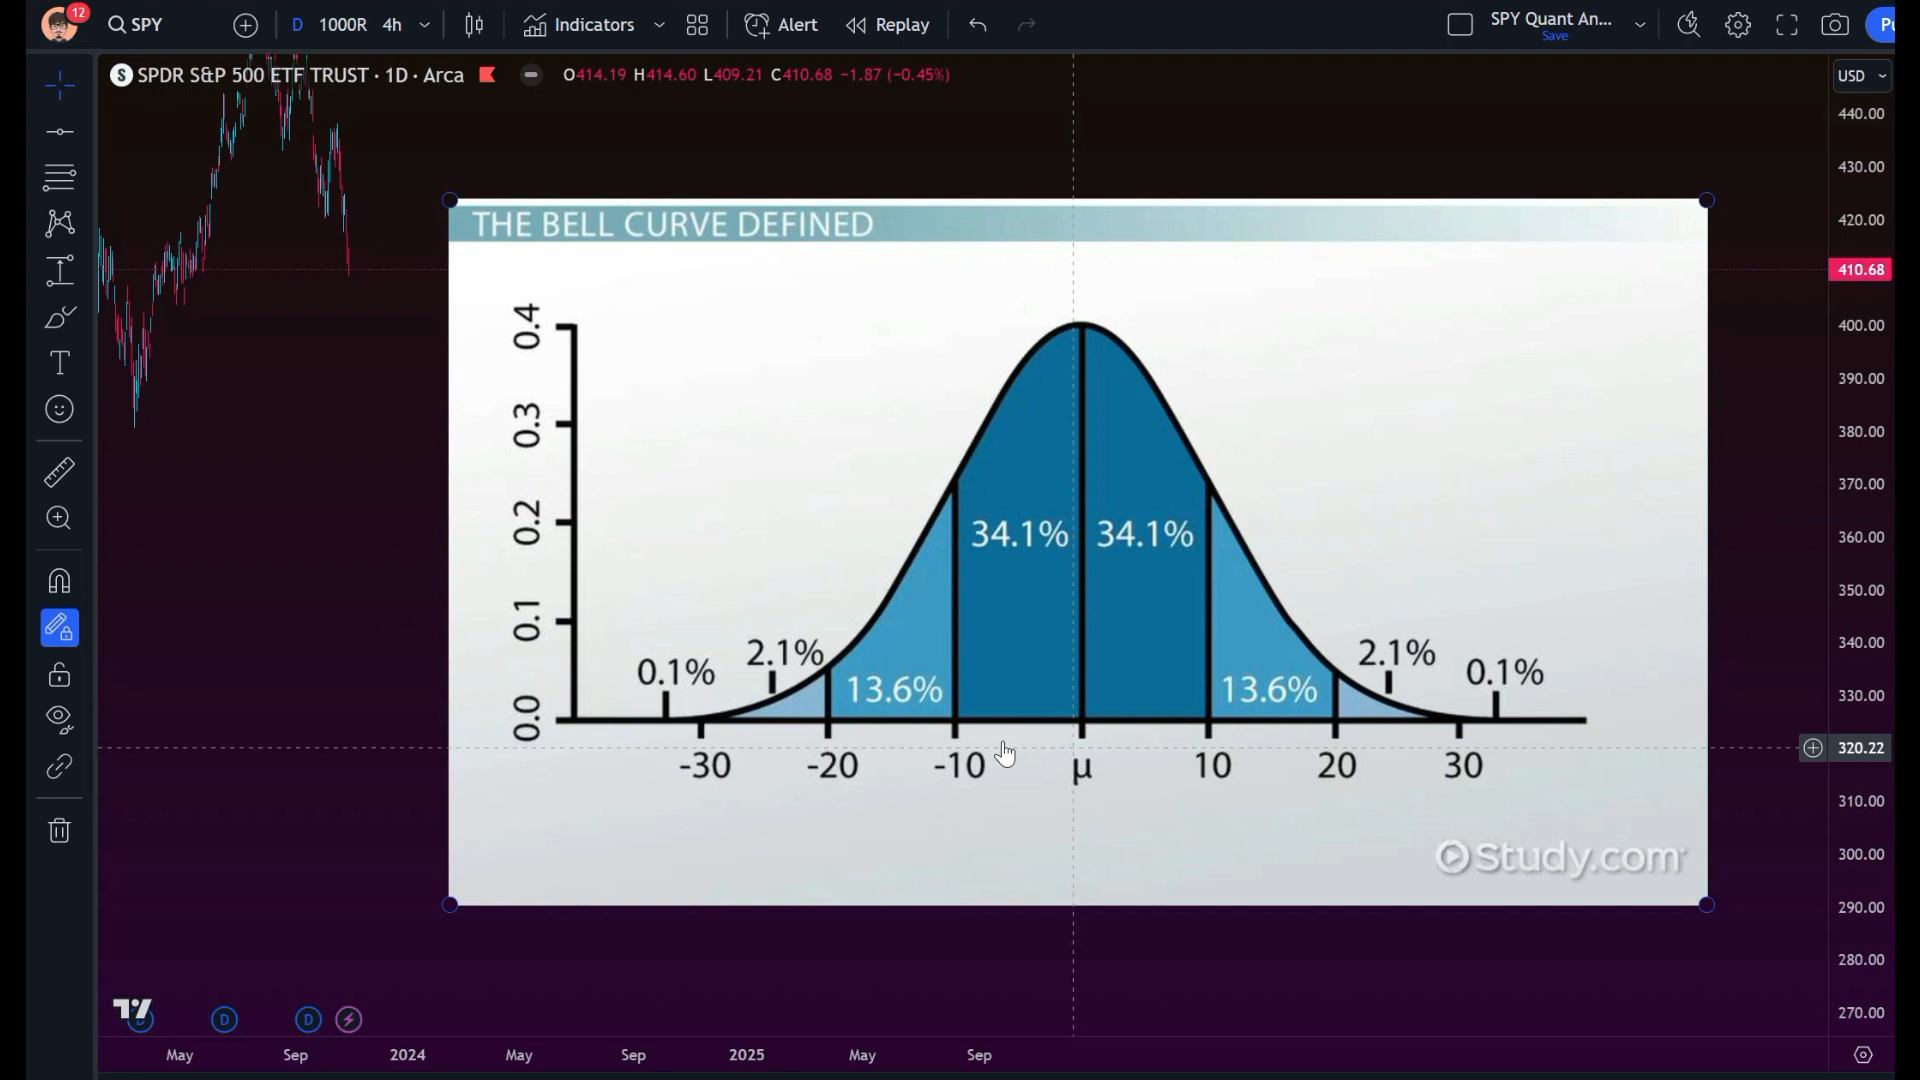 12
SPY
D 1000R 4h
Indicators
Alert
Replay
SPY Quant An...
Save
SPDR S&P 500 ETF TRUST · 1D · Arca
O414.19 H414.60 L409.21 C410.68 −1.87 (−0.45%)
USD
440.00
430.00
420.00
410.68
400.00
390.00
380.00
370.00
360.00
350.00
340.00
330.00
320.22
310.00
300.00
290.00
280.00
270.00
THE BELL CURVE DEFINED
0.4
0.3
0.2
0.1
0.0
34.1% 34.1%
0.1% 2.1% 13.6% 13.6% 2.1% 0.1%
-30 -20 -10 μ 10 20 30
Study.com
D D D
May Sep 2024 May Sep 2025 May Sep